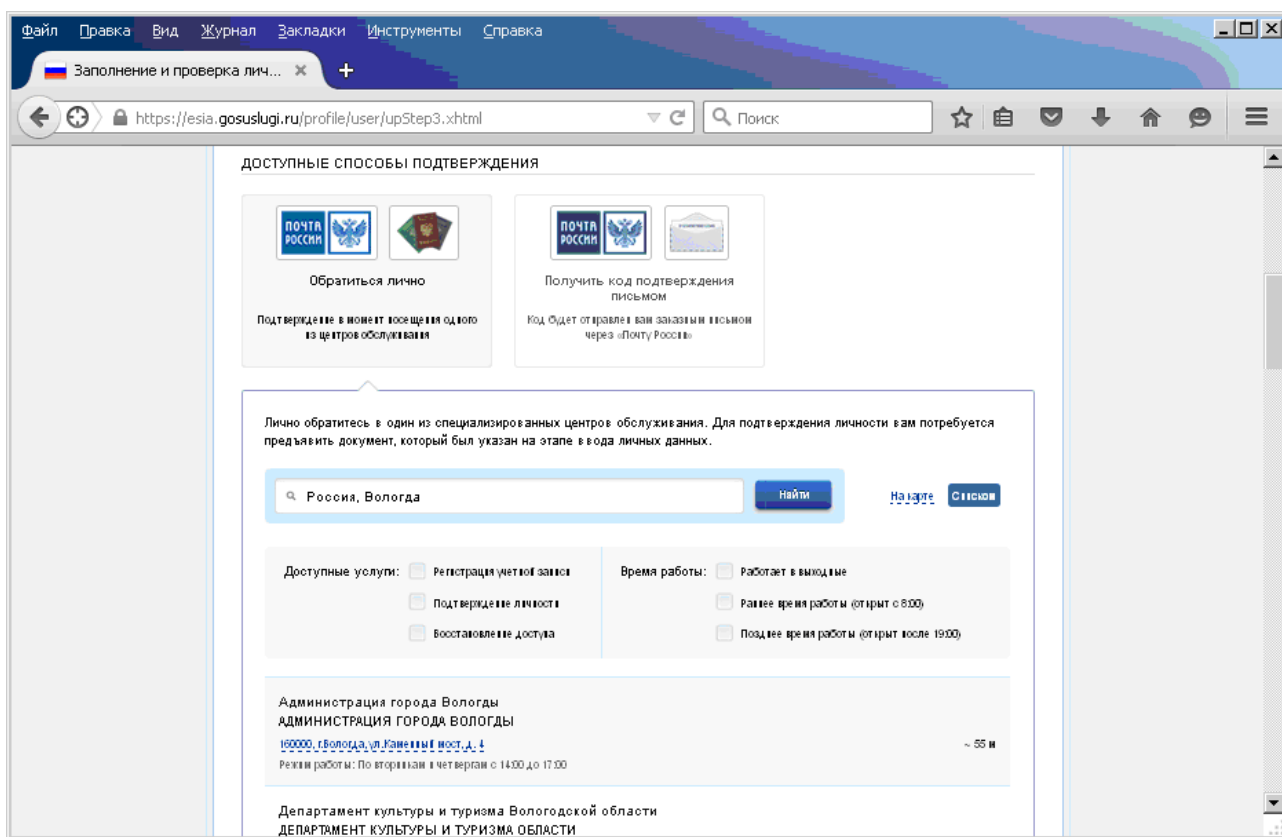 Файл Правка Вид Журнал Закладки Инструменты Справка
Заполнение и проверка лич...
https://esia.gosuslugi.ru/profile/user/upStep3.xhtml
Поиск
ДОСТУПНЫЕ СПОСОБЫ ПОДТВЕРЖДЕНИЯ
ПОЧТА РОССИИ
ПОЧТА РОССИИ
Обратиться лично
Подтверждение в момент посещения одного
из центров обслуживания
Получить код подтверждения
письмом
Код будет отправлен вам заказным письмом
через «Почту России»
Лично обратитесь в один из специализированных центров обслуживания. Для подтверждения личности вам потребуется
предъявить документ, который был указан на этапе ввода личных данных.
Россия, Вологда
Найти
На карте
Списком
Доступные услуги:
Регистрация учетной записи
Подтверждение личности
Восстановление доступа
Время работы:
Работает в выходные
Раннее время работы (открыт с 8:00)
Позднее время работы (открыт после 19:00)
Администрация города Вологды
АДМИНИСТРАЦИЯ ГОРОДА ВОЛОГДЫ
160000, г.Вологда, ул.Каменный мост, д. 4
~ 55 м
Режим работы: По вторникам и четвергам с 14:00 до 17:00
Департамент культуры и туризма Вологодской области
ДЕПАРТАМЕНТ КУЛЬТУРЫ И ТУРИЗМА ОБЛАСТИ